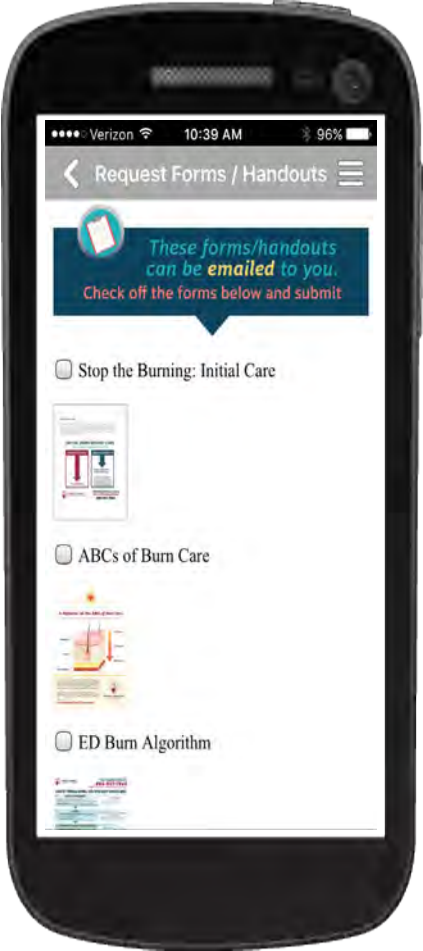 Verizon 10:39 AM 96%
Request Forms / Handouts
These forms/handouts
can be emailed to you.
Check off the forms below and submit
Stop the Burning: Initial Care
ABCs of Burn Care
ED Burn Algorithm